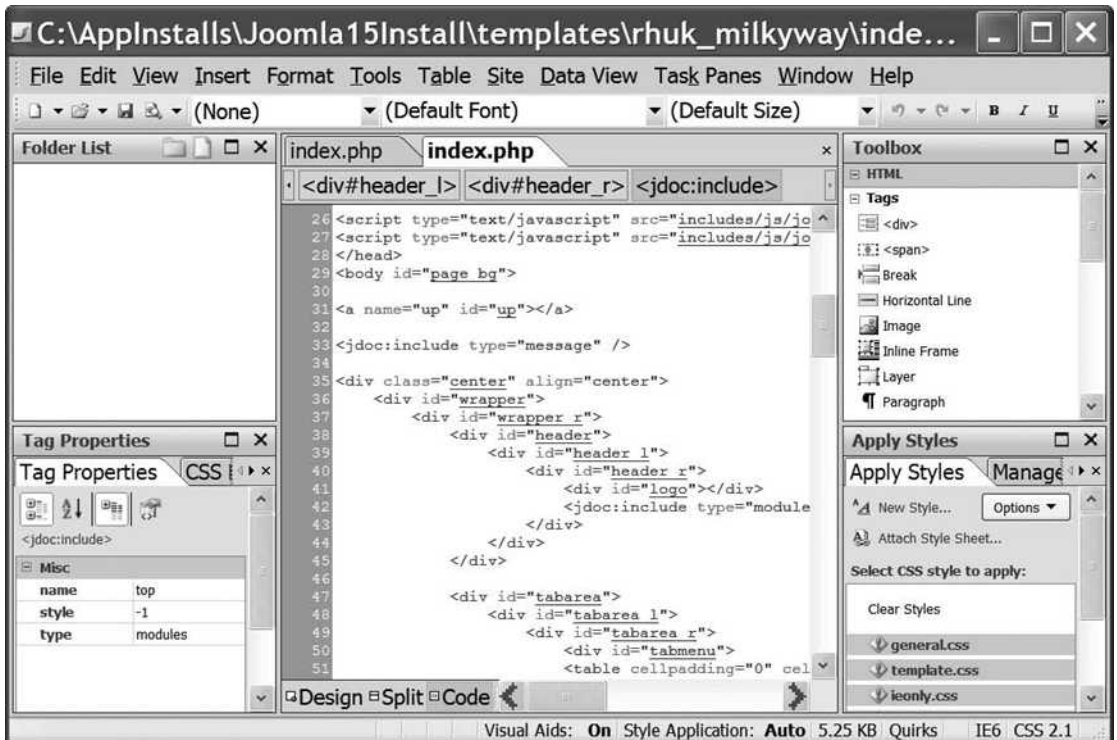 C:\AppInstalls\Joomla15Install\templates\rhuk_milkyway\inde...
File Edit View Insert Format Tools Table Site Data View Task Panes Window Help
(None) (Default Font) (Default Size) B I U
Folder List
index.php index.php
<div#header_l> <div#header_r> <jdoc:include>
26 <script type="text/javascript" src="includes/js/jo
27 <script type="text/javascript" src="includes/js/jo
28 </head>
29 <body id="page_bg">
30
31 <a name="up" id="up"></a>
32
33 <jdoc:include type="message" />
34
35 <div class="center" align="center">
36 <div id="wrapper">
37 <div id="wrapper_r">
38 <div id="header">
39 <div id="header_l">
40 <div id="header_r">
41 <div id="logo"></div>
42 <jdoc:include type="module
43 </div>
44 </div>
45 </div>
46
47 <div id="tabarea">
48 <div id="tabarea_l">
49 <div id="tabarea_r">
50 <div id="tabmenu">
51 <table cellpadding="0" cel
Design Split Code
Toolbox
HTML
Tags
<div>
<span>
Break
Horizontal Line
Image
Inline Frame
Layer
Paragraph
Tag Properties
Tag Properties CSS
<jdoc:include>
Misc
name top
style -1
type modules
Apply Styles
Apply Styles Manage
New Style... Options
Attach Style Sheet...
Select CSS style to apply:
Clear Styles
general.css
template.css
ieonly.css
Visual Aids: On Style Application: Auto 5.25 KB Quirks IE6 CSS 2.1